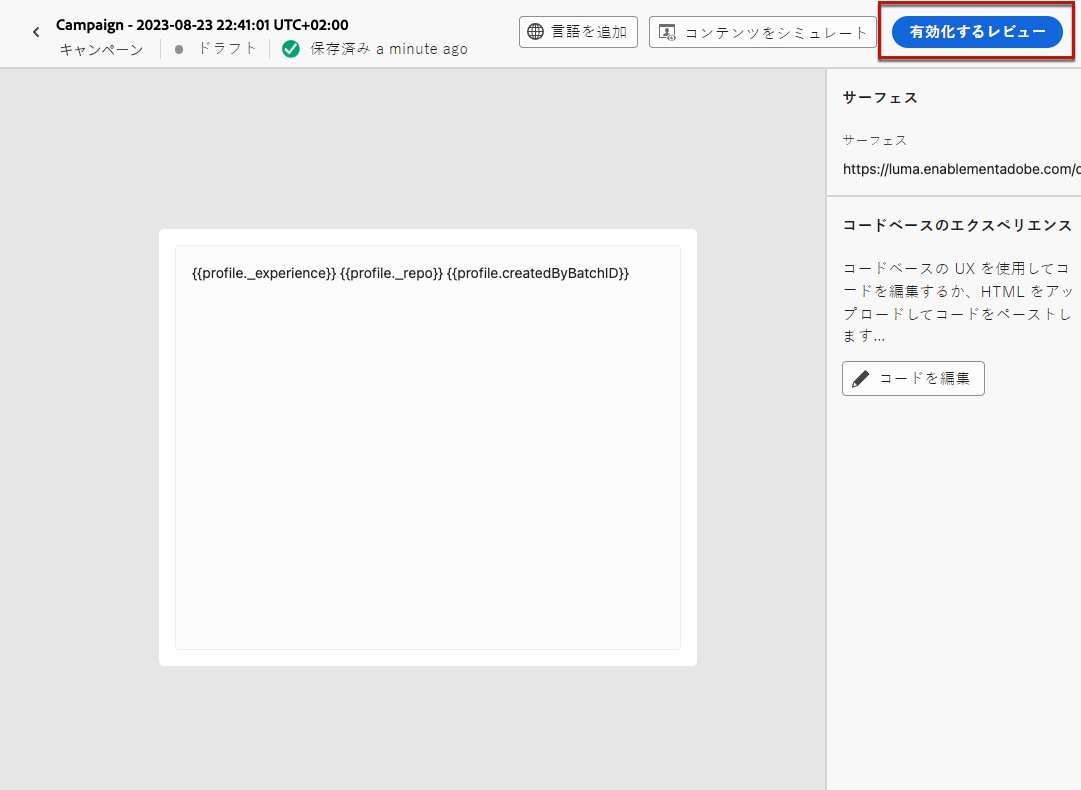 Campaign - 2023-08-23 22:41:01 UTC+02:00
キャンペーン
ドラフト
保存済み a minute ago
言語を追加
コンテンツをシミュレート
有効化するレビュー
サーフェス
サーフェス
https://luma.enablementadobe.com/c
コードベースのエクスペリエンス
コードベースの UX を使用してコ
ードを編集するか、HTML をアッ
プロードしてコードをペーストし
ます...
コードを編集
{{profile._experience}} {{profile._repo}} {{profile.createdByBatchID}}